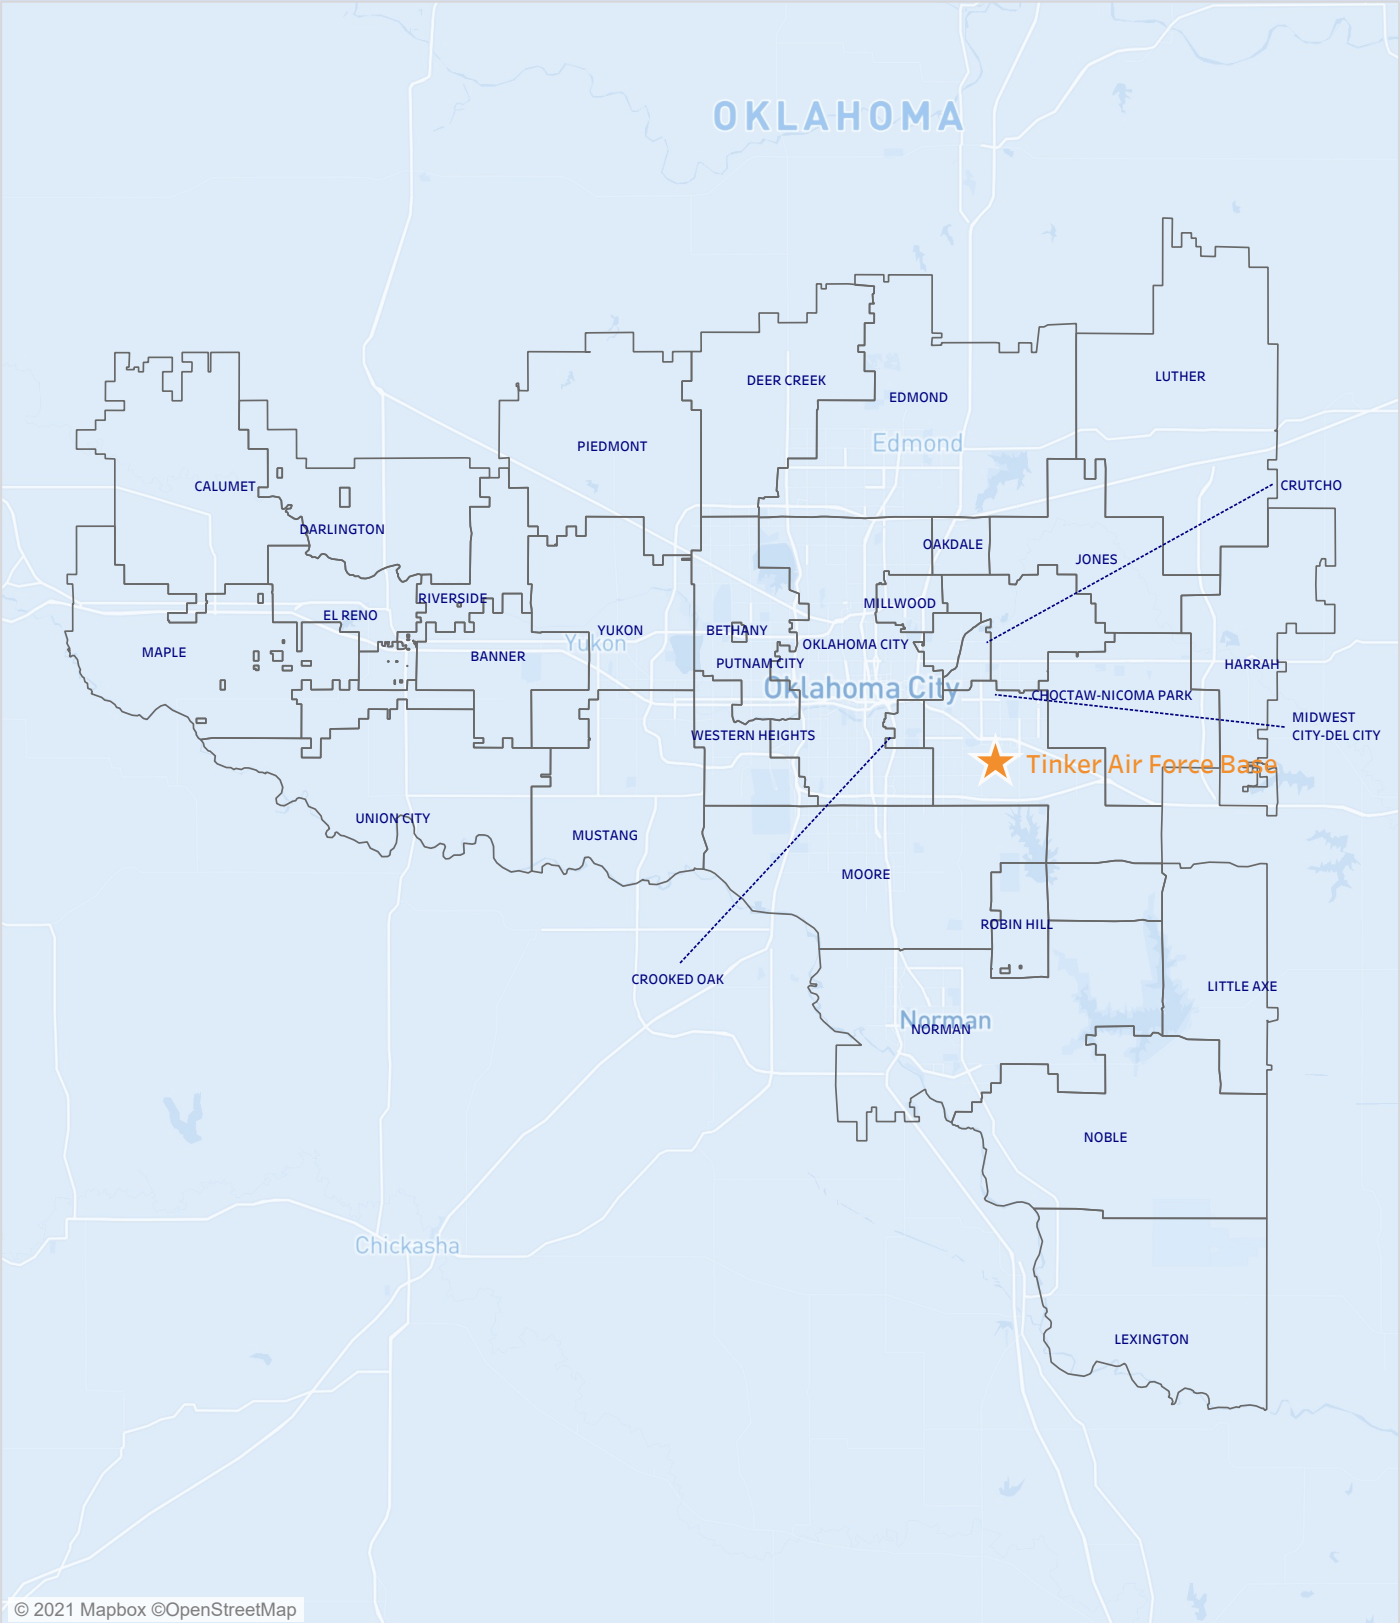 OKLAHOMA
LUTHER
DEER CREEK
EDMOND
Edmond
PIEDMONT
CALUMET
CRUTCHO
DARLINGTON
OAKDALE
JONES
RIVERSIDE
MILLWOOD
EL RENO
YUKON
BETHANY
Yukon
OKLAHOMA CITY
MAPLE
BANNER
PUTNAM CITY
HARRAH
Oklahoma City
CHOCTAW-NICOMA PARK
MIDWEST
CITY-DEL CITY
WESTERN HEIGHTS
Tinker Air Force Base
UNION CITY
MUSTANG
MOORE
ROBIN HILL
CROOKED OAK
LITTLE AXE
Norman
NORMAN
NOBLE
Chickasha
LEXINGTON
© 2021 Mapbox ©OpenStreetMap